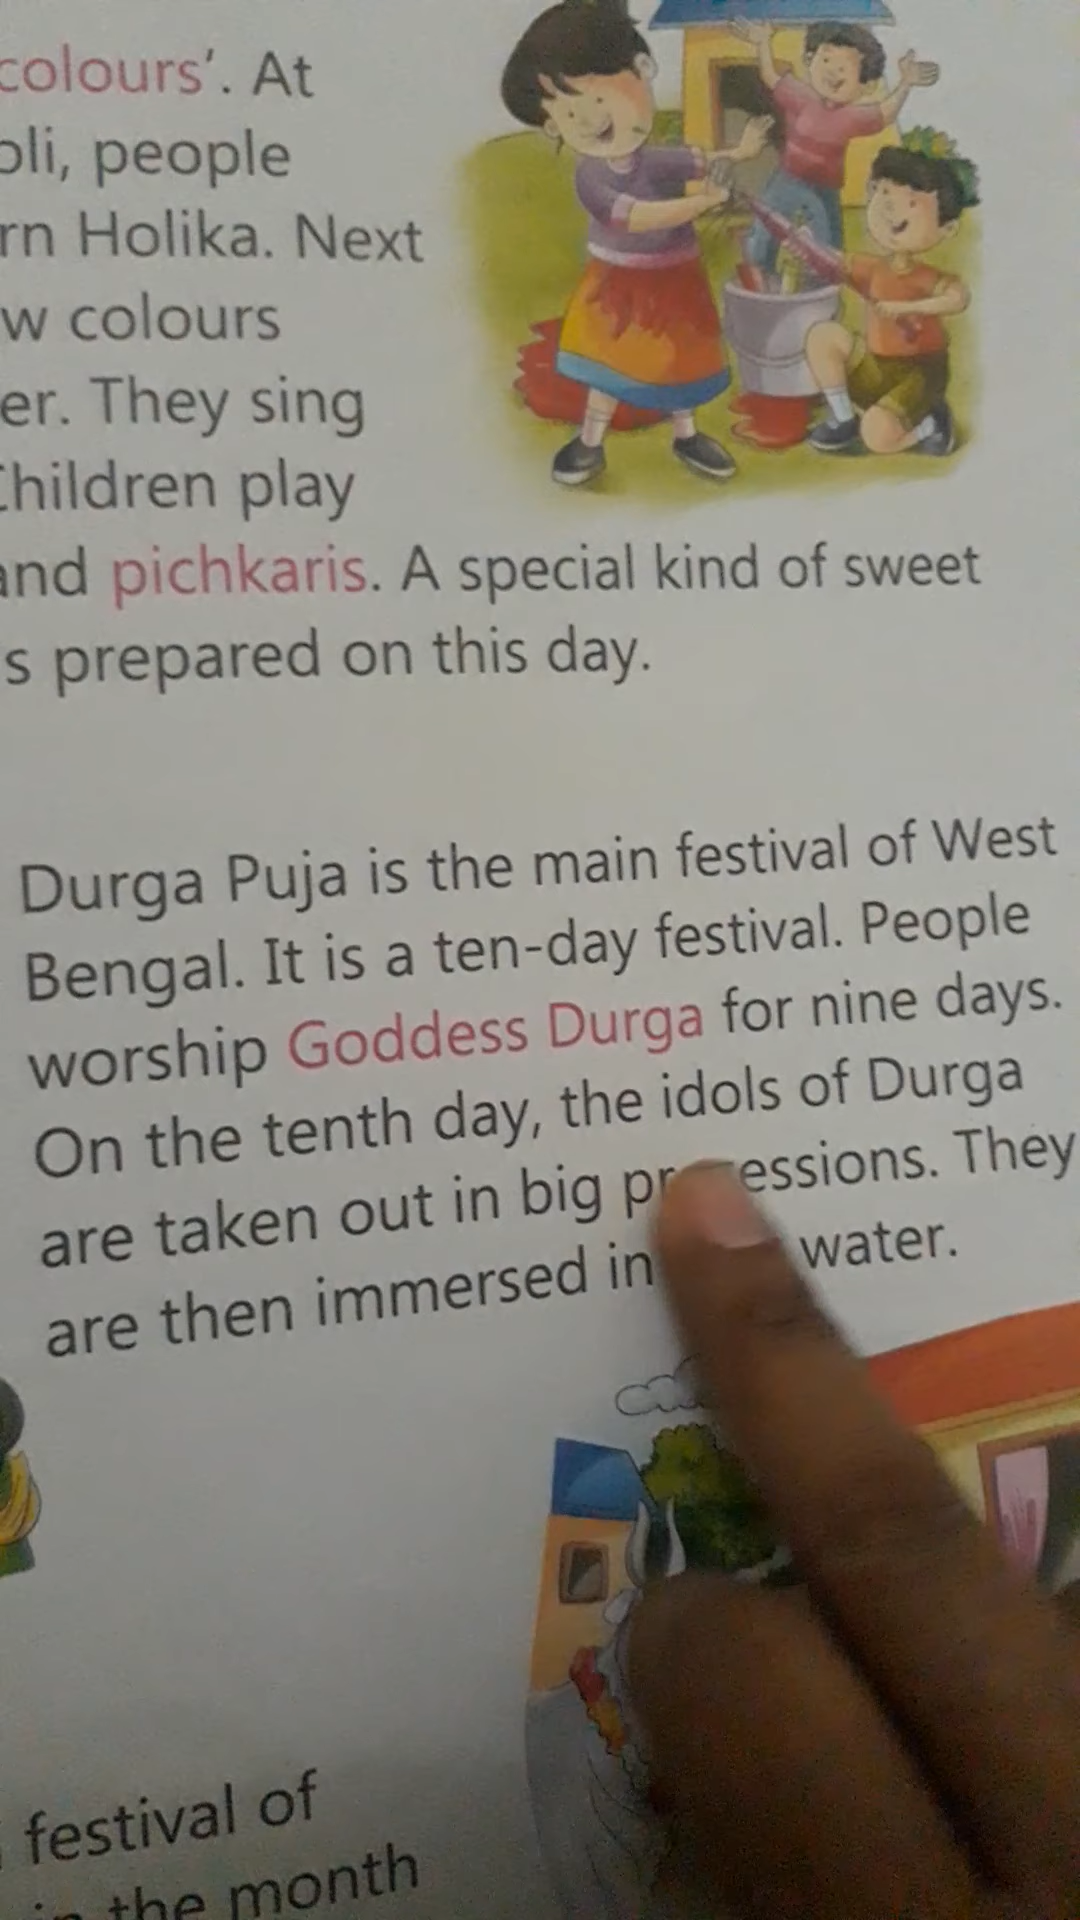 colours’. At
oli, people
rn Holika. Next
w colours
er. They sing
Children play
and pichkaris. A special kind of sweet
s prepared on this day.
Durga Puja is the main festival of West
Bengal. It is a ten-day festival. People
worship Goddess Durga for nine days.
On the tenth day, the idols of Durga
are taken out in big processions. They
are then immersed in water.
festival of
in the month